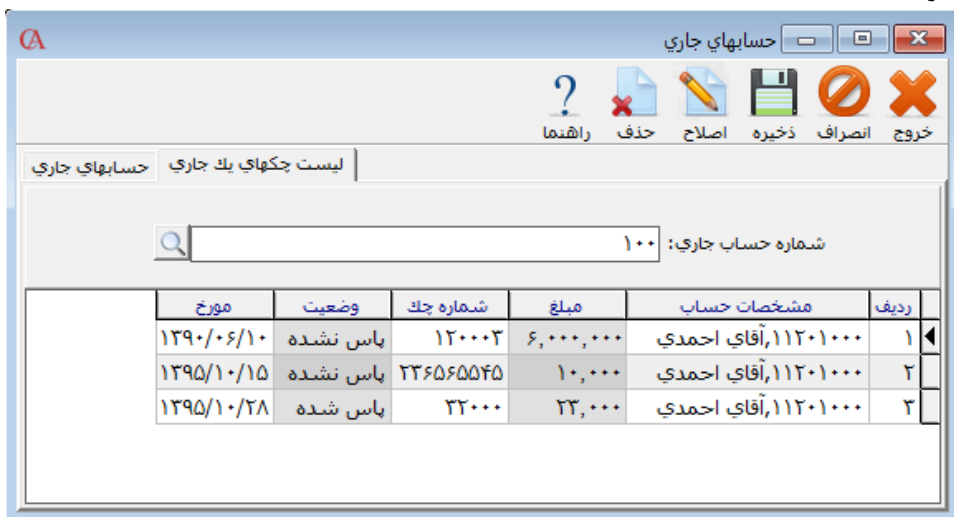 حسابهاي جاري
خروج انصراف ذخيره اصلاح حذف راهنما
ليست چكهاي يك جاري حسابهاي جاري
شماره حساب جاري: ۱۰۰
رديف مشخصات حساب مبلغ شماره چك وضعيت مورخ
۱ ۱۱۲۰۱۰۰۰,آقاي احمدي ۶,۰۰۰,۰۰۰ ۱۲۰۰۰۳ پاس نشده ۱۳۹۰/۰۶/۱۰
۲ ۱۱۲۰۱۰۰۰,آقاي احمدي ۱۰,۰۰۰ ۲۳۶۵۶۵۵۴۵ پاس نشده ۱۳۹۵/۱۰/۱۵
۳ ۱۱۲۰۱۰۰۰,آقاي احمدي ۲۳,۰۰۰ ۳۲۰۰۰ پاس شده ۱۳۹۵/۱۰/۲۸